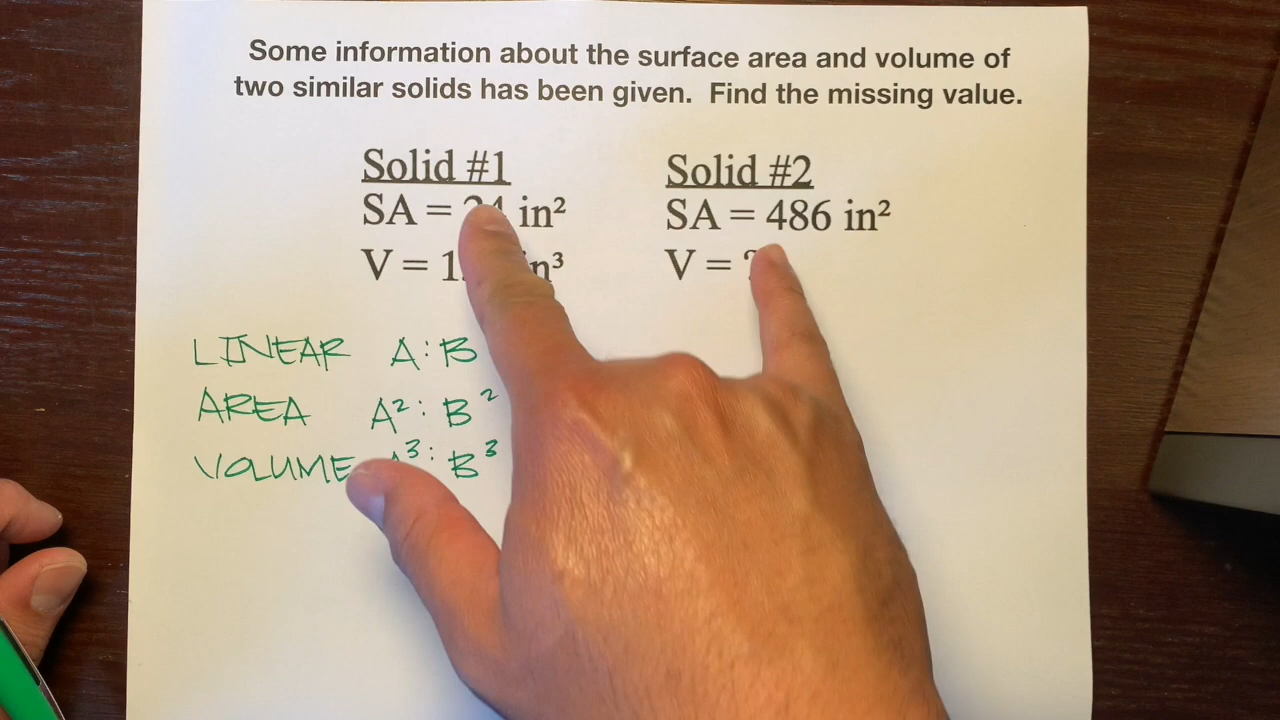 Some information about the surface area and volume of
two similar solids has been given. Find the missing value.
Solid #1
SA = in²
V =
Solid #2
SA = 486 in²
V =
LINEAR A:B
AREA A²:B²
VOLUME :B³